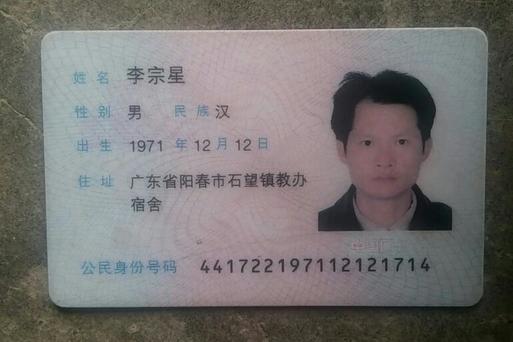 姓名 李宗星
性别 男 民族 汉
出生 1971 年 12 月 12 日
住址 广东省阳春市石望镇教办
宿舍
公民身份号码 441722197112121714